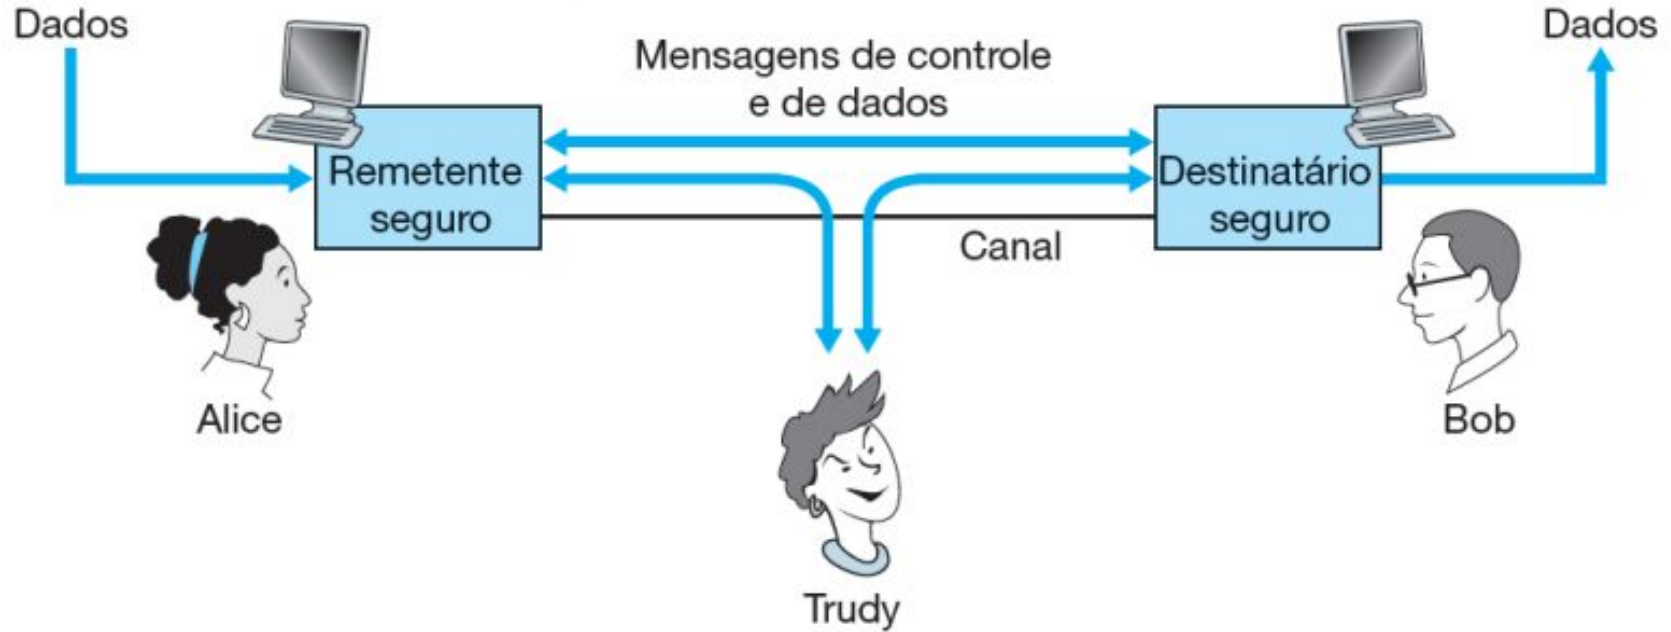 Dados
Dados
Mensagens de controle
e de dados
Remetente
seguro
Destinatário
seguro
Canal
Alice
Bob
Trudy